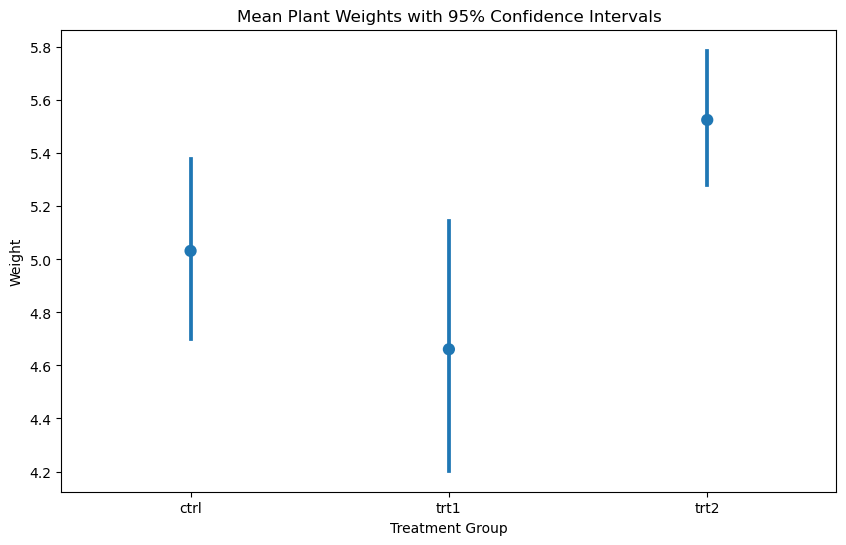 Mean Plant Weights with 95% Confidence Intervals
5.8
5.6
5.4
5.2
5.0
4.8
4.6
4.4
4.2
Weight
ctrl trt1 trt2
Treatment Group